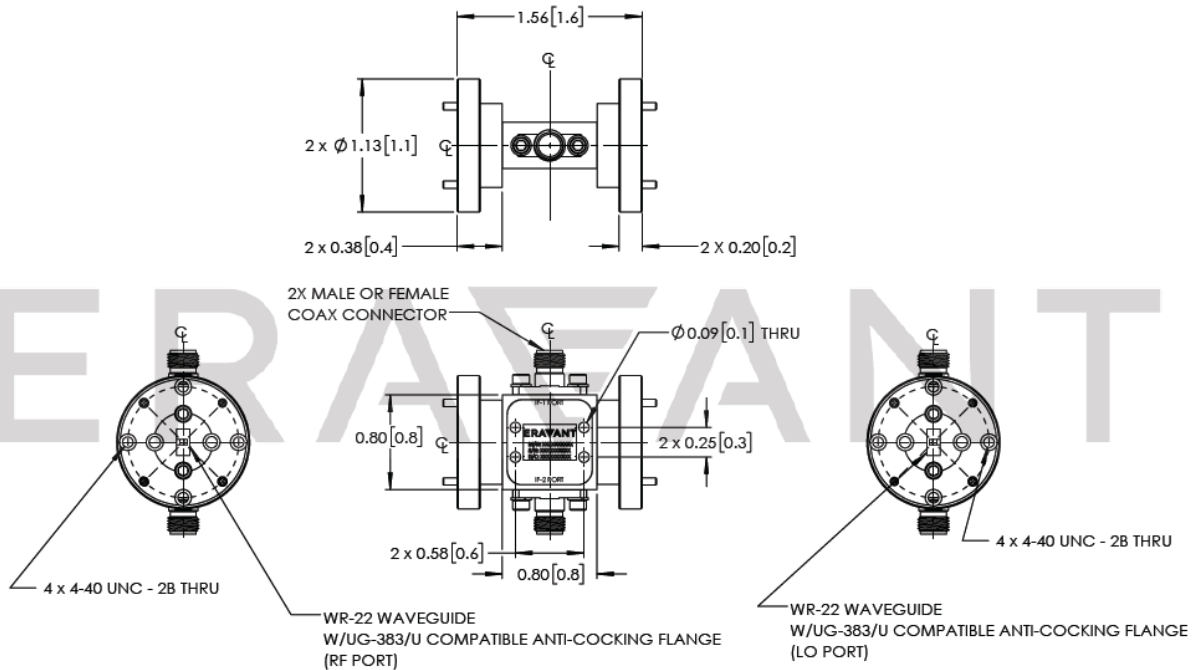 1.56[1.6]
℄
2 x Ø 1.13[1.1]
℄
2 x 0.38[0.4]
2 X 0.20[0.2]
ERAVANT
2X MALE OR FEMALE
COAX CONNECTOR
℄
Ø 0.09[0.1] THRU
℄
℄
IF-1 PORT
0.80[0.8]
℄
ERAVANT
2 x 0.25[0.3]
IF-2 PORT
2 x 0.58[0.6]
0.80[0.8]
4 x 4-40 UNC - 2B THRU
4 x 4-40 UNC - 2B THRU
WR-22 WAVEGUIDE
W/UG-383/U COMPATIBLE ANTI-COCKING FLANGE
(RF PORT)
WR-22 WAVEGUIDE
W/UG-383/U COMPATIBLE ANTI-COCKING FLANGE
(LO PORT)